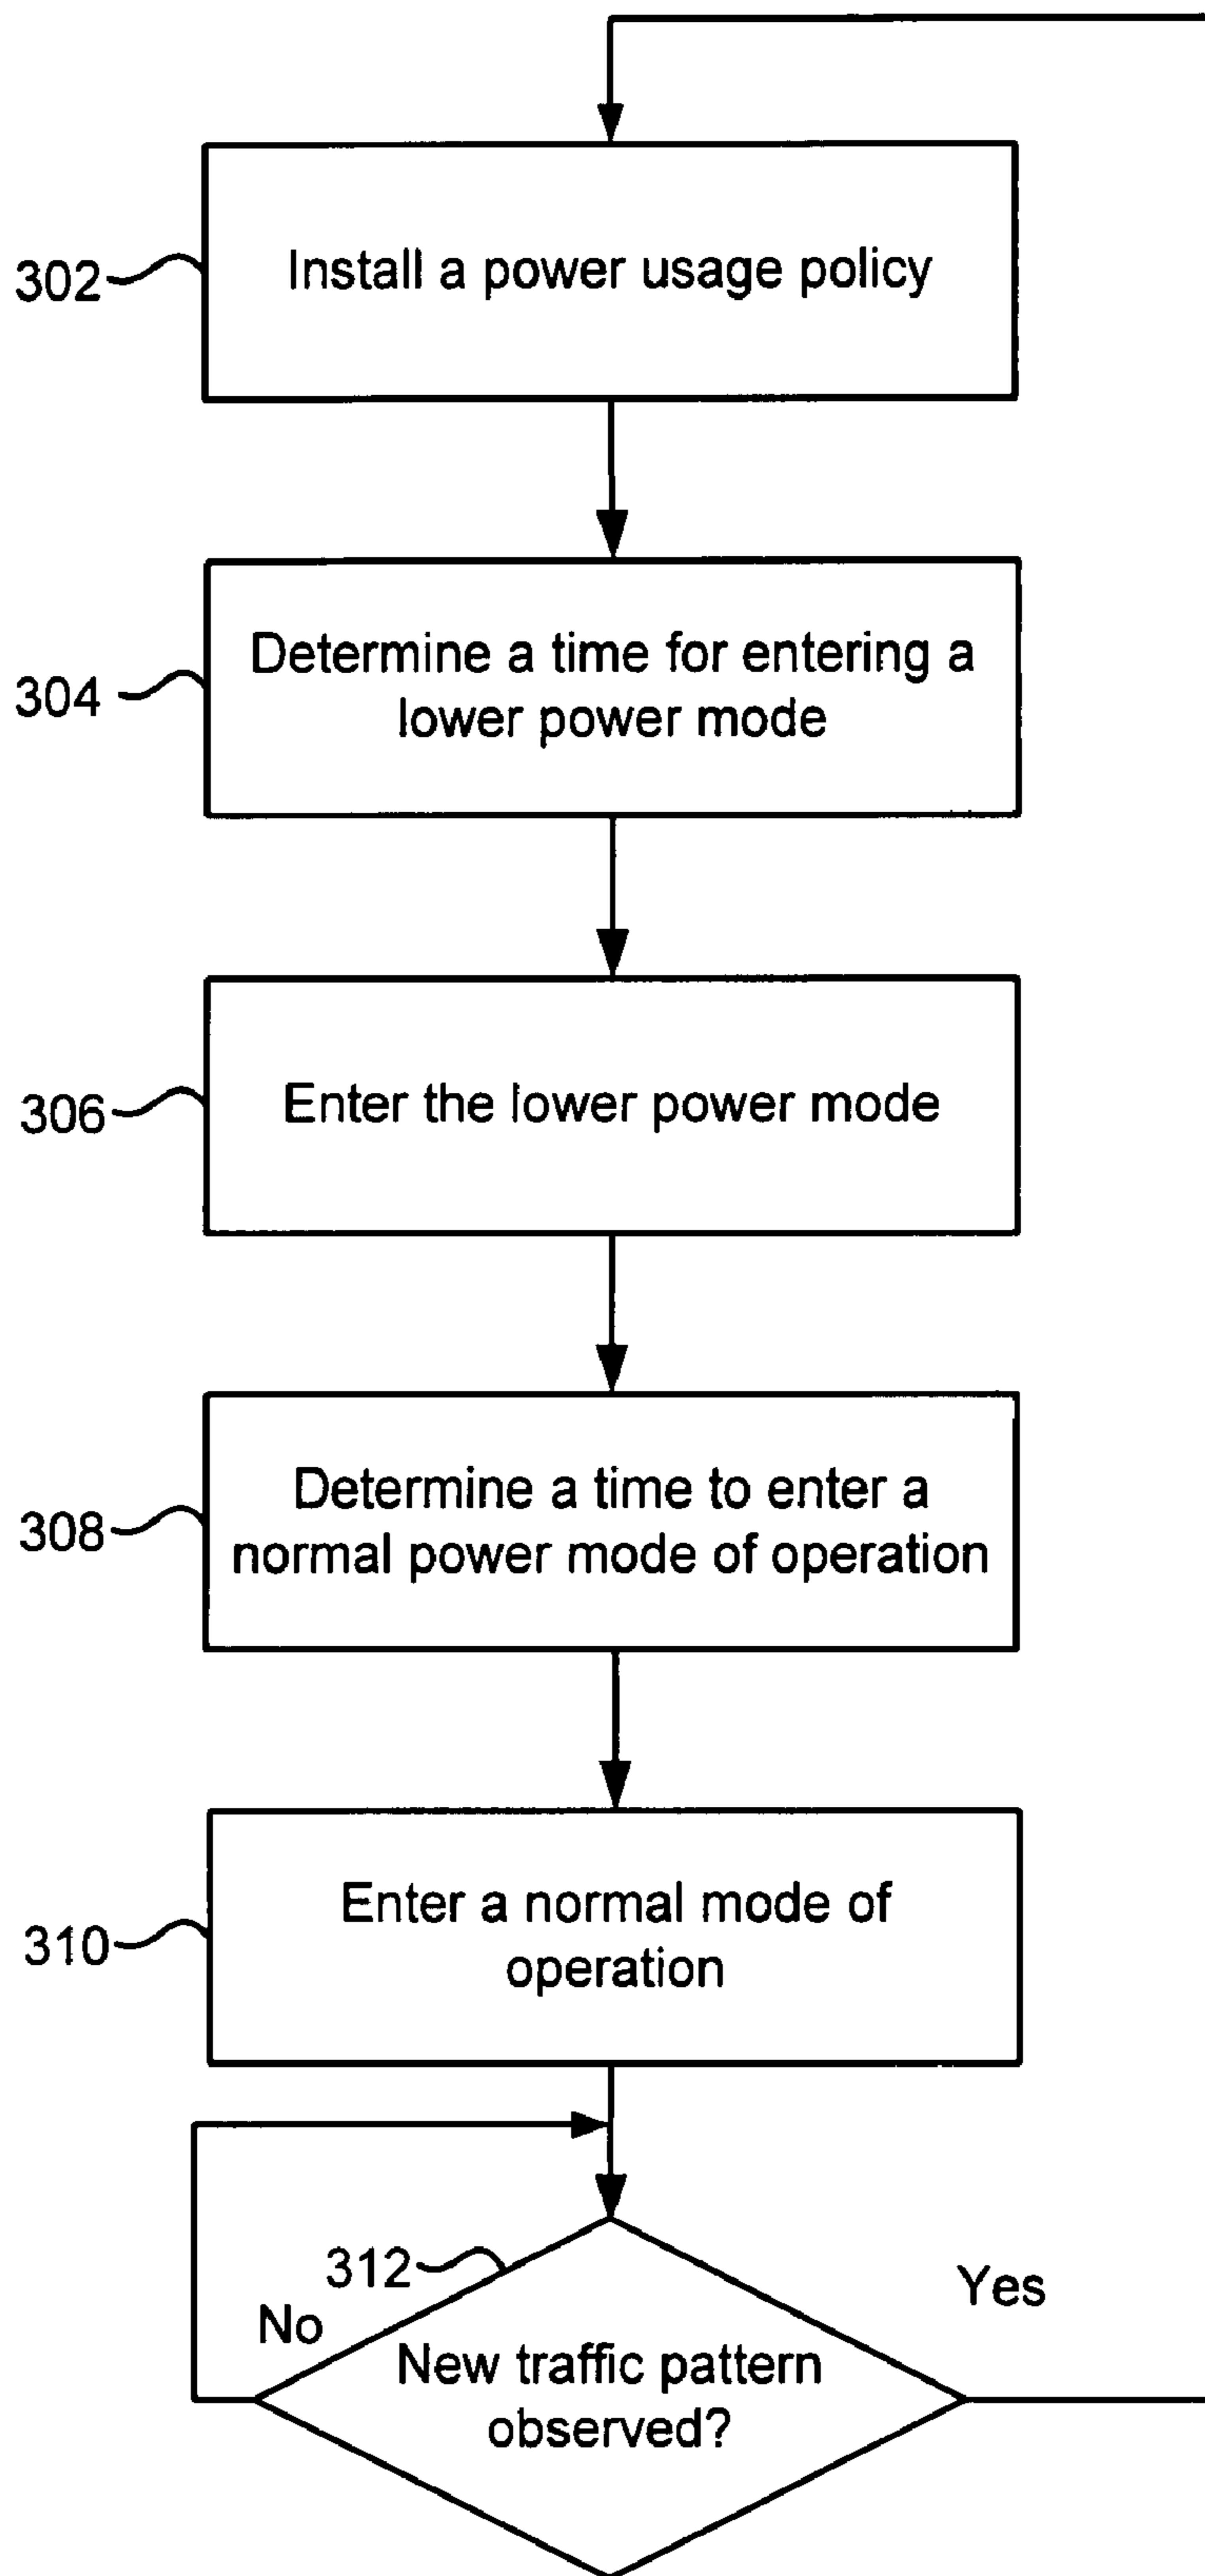 302
Install a power usage policy
304
Determine a time for entering a
lower power mode
306
Enter the lower power mode
308
Determine a time to enter a
normal power mode of operation
310
Enter a normal mode of
operation
312
No
Yes
New traffic pattern
observed?